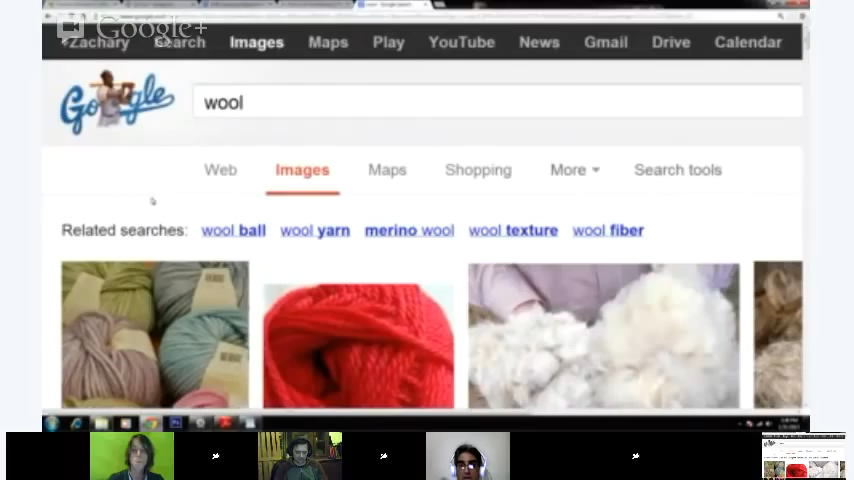 Google+
+Zachary Search Images Maps Play YouTube News Gmail Drive Calendar
Google
wool
Web Images Maps Shopping More Search tools
Related searches: wool ball wool yarn merino wool wool texture wool fiber